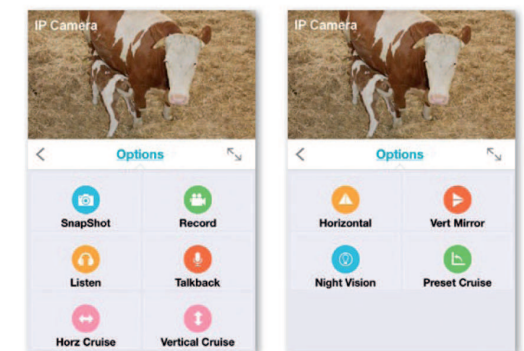 IP Camera
Options
SnapShot
Record
Listen
Talkback
Horz Cruise
Vertical Cruise
IP Camera
Options
Horizontal
Vert Mirror
Night Vision
Preset Cruise